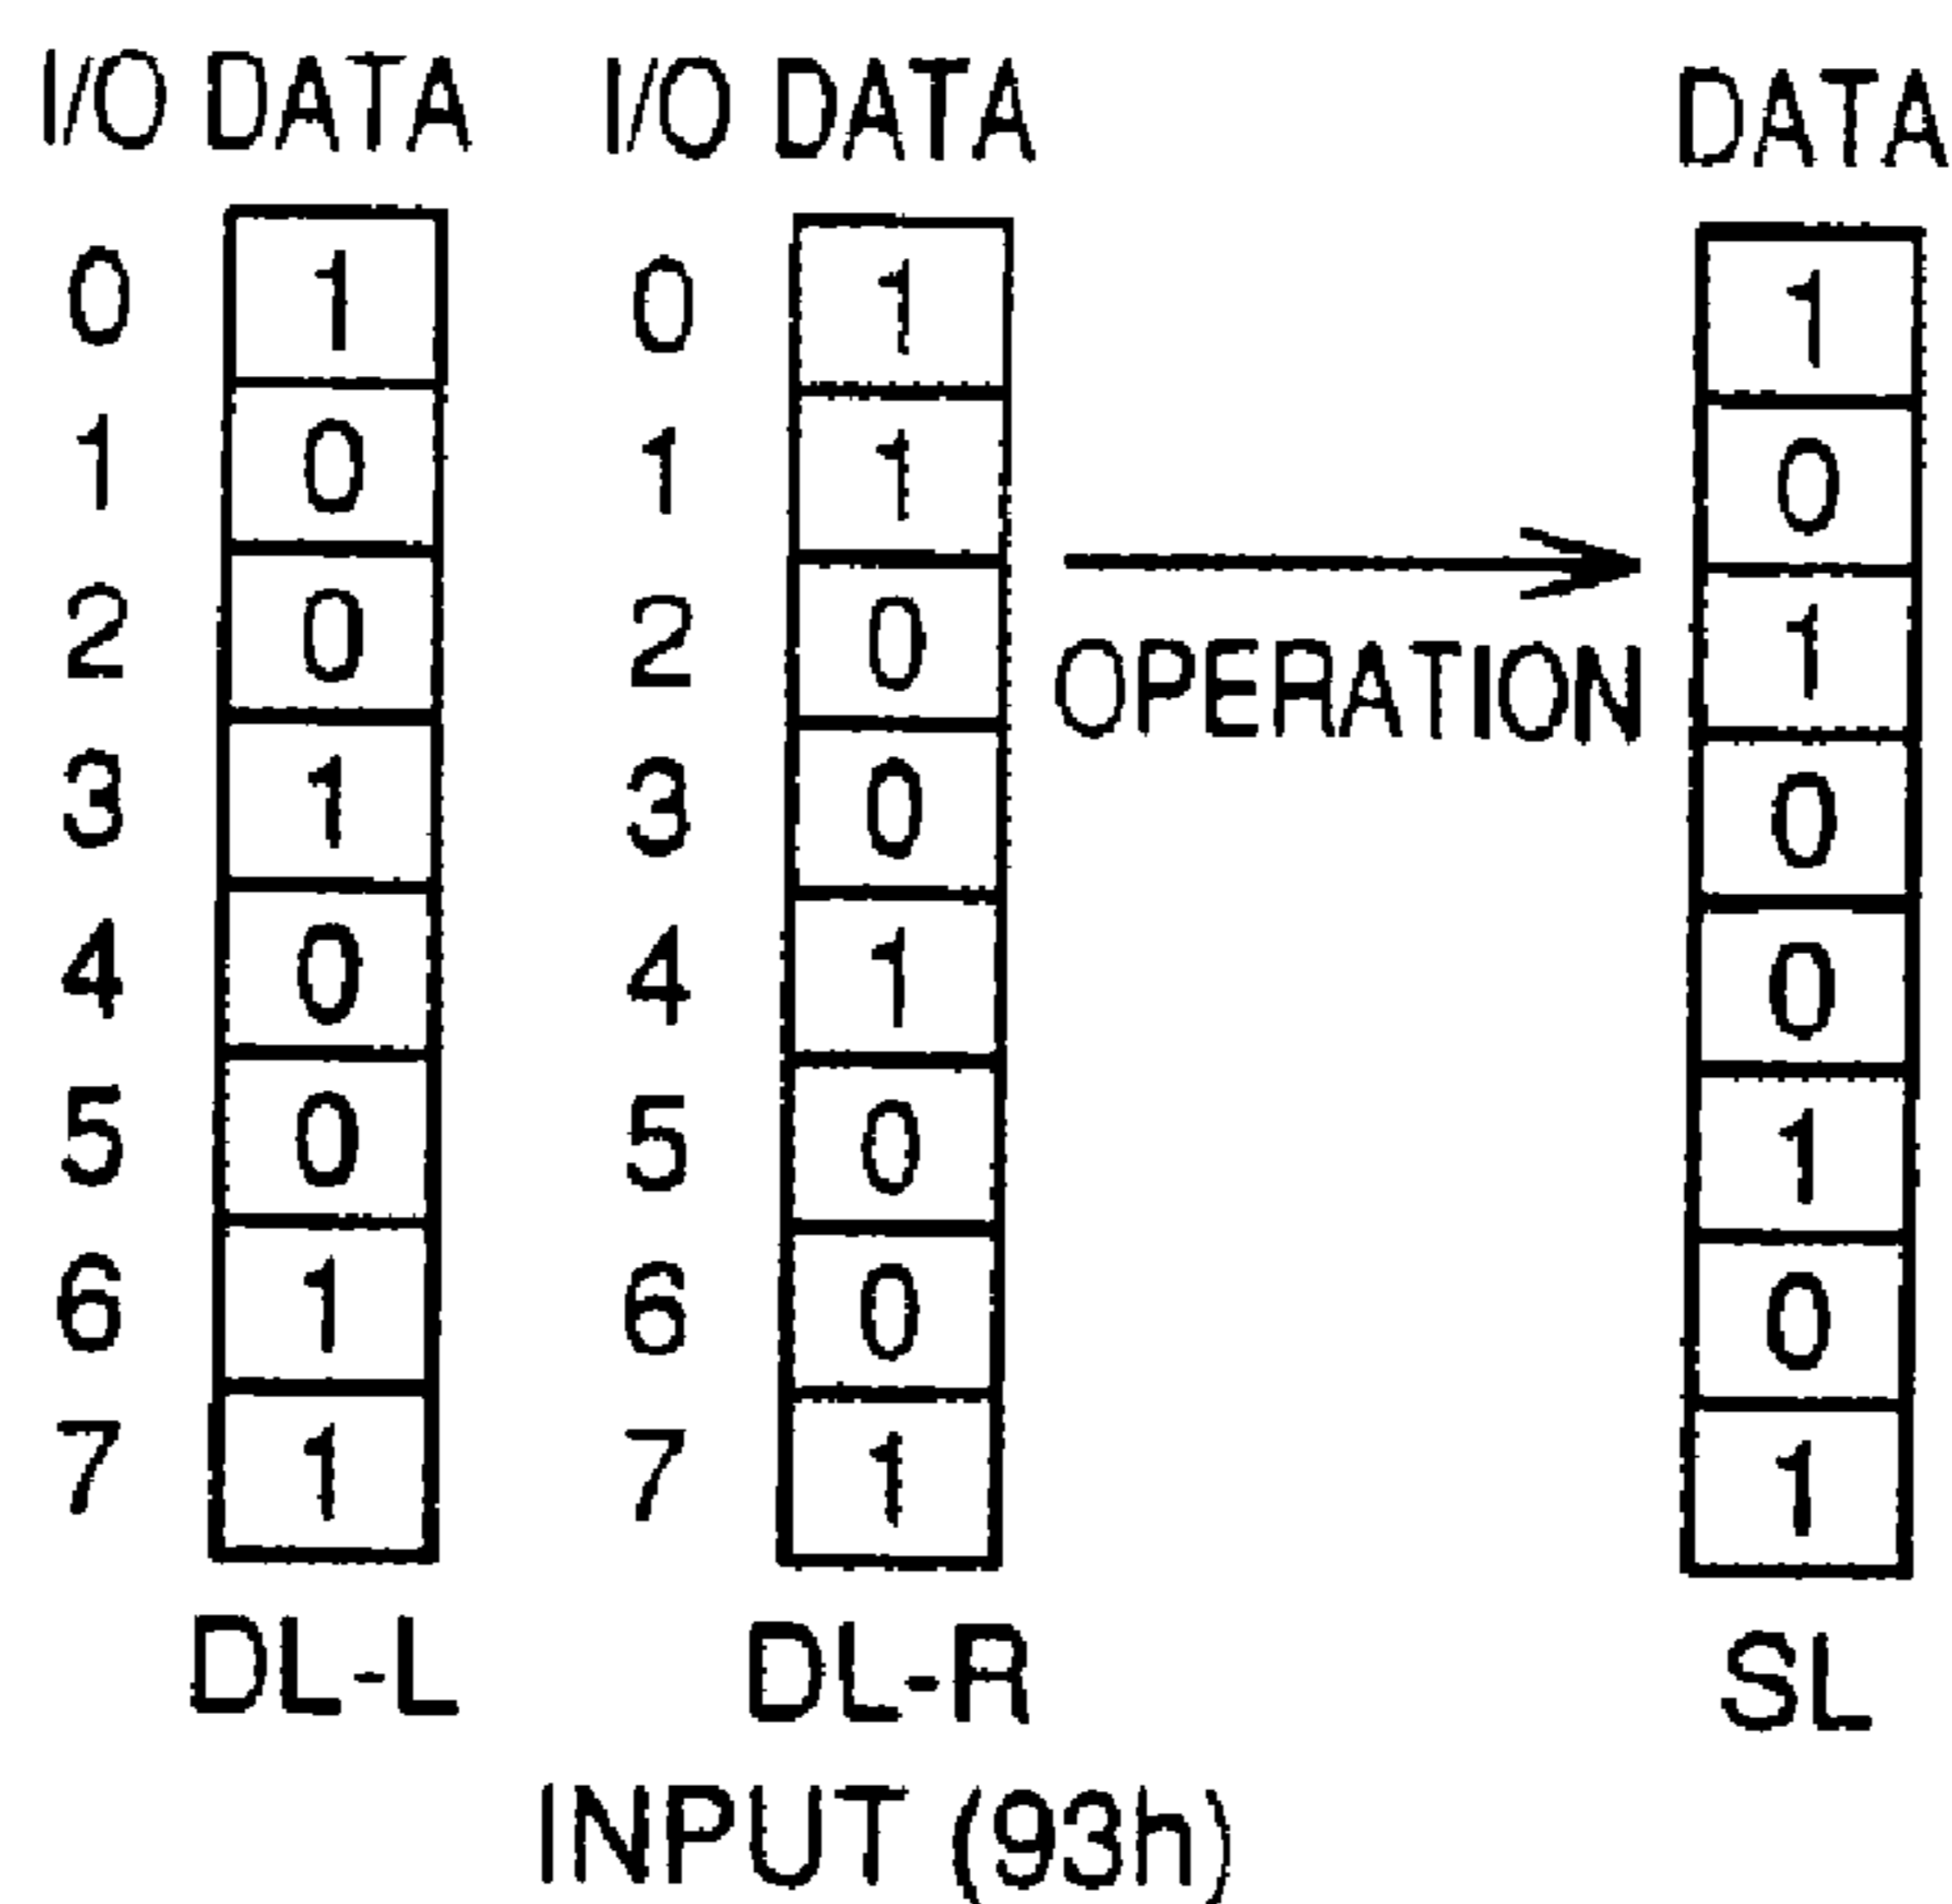 I/O DATA I/O DATA DATA
0 1 0 1 1
1 0 1 1 0
2 0 2 0 1
OPERATION
3 1 3 0 0
4 0 4 1 0
5 0 5 0 1
6 1 6 0 0
7 1 7 1 1
DL-L DL-R SL
INPUT (93h)